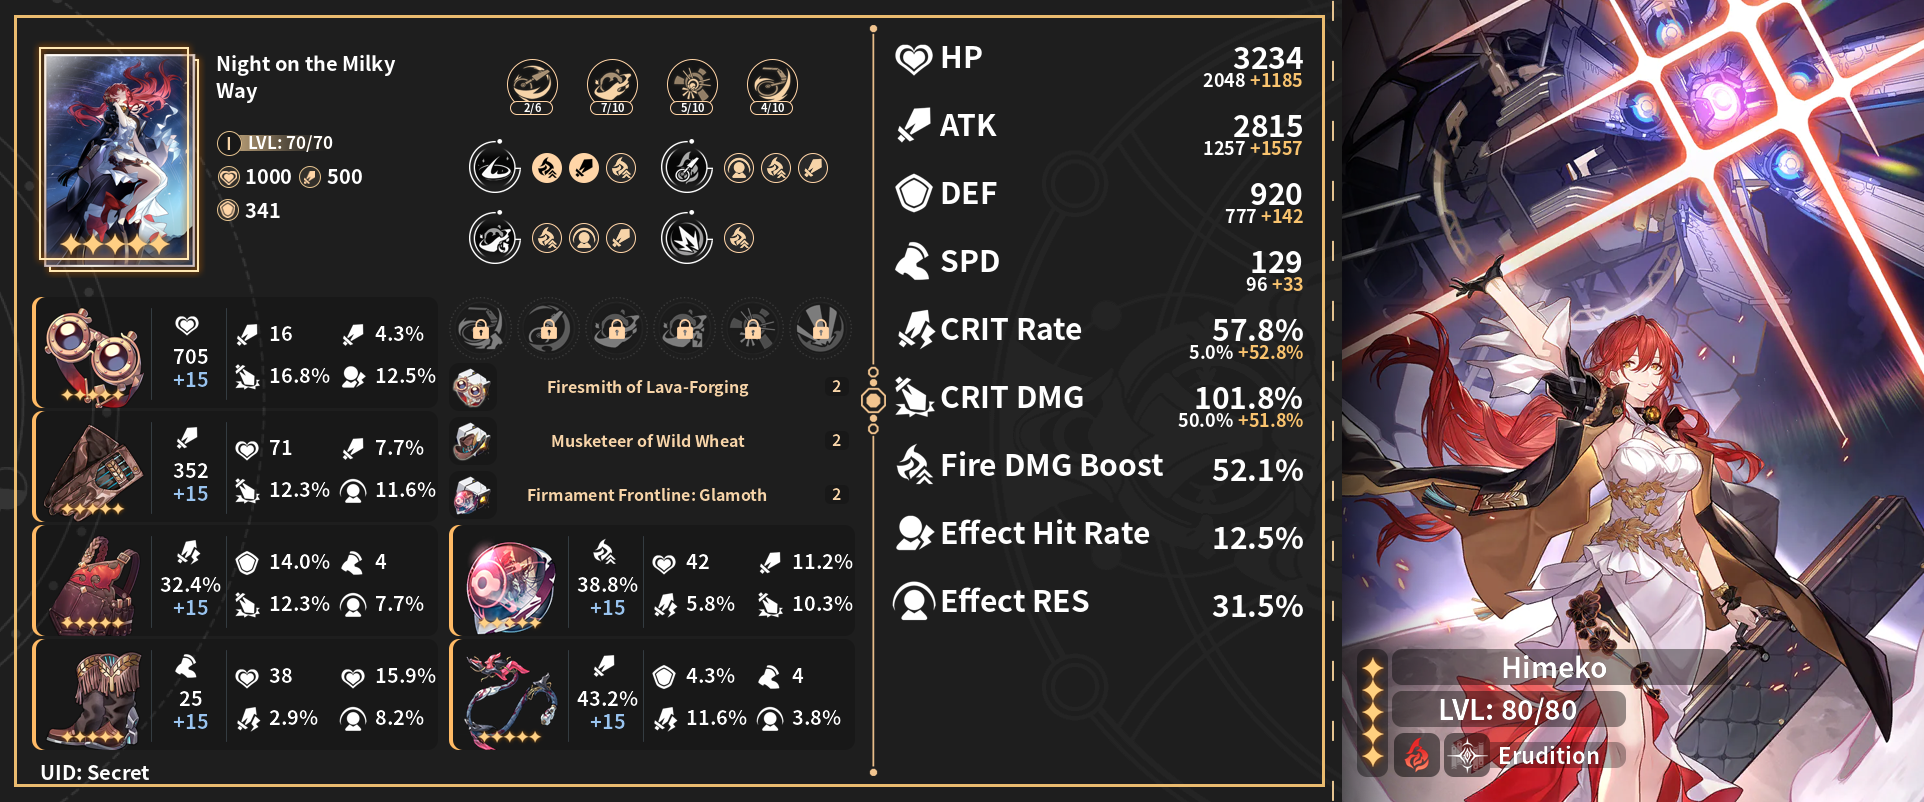 Night on the Milky
Way
I LVL: 70/70
1000 500
341
2/6 7/10 5/10 4/10
705
+15
16 4.3%
16.8% 12.5%
352
+15
71 7.7%
12.3% 11.6%
32.4%
+15
14.0% 4
12.3% 7.7%
25
+15
38 15.9%
2.9% 8.2%
UID: Secret
Firesmith of Lava-Forging 2
Musketeer of Wild Wheat 2
Firmament Frontline: Glamoth 2
38.8%
+15
42 11.2%
5.8% 10.3%
43.2%
+15
4.3% 4
11.6% 3.8%
HP 3234
2048 +1185
ATK 2815
1257 +1557
DEF 920
777 +142
SPD 129
96 +33
CRIT Rate 57.8%
5.0% +52.8%
CRIT DMG 101.8%
50.0% +51.8%
Fire DMG Boost 52.1%
Effect Hit Rate 12.5%
Effect RES 31.5%
Himeko
LVL: 80/80
Erudition